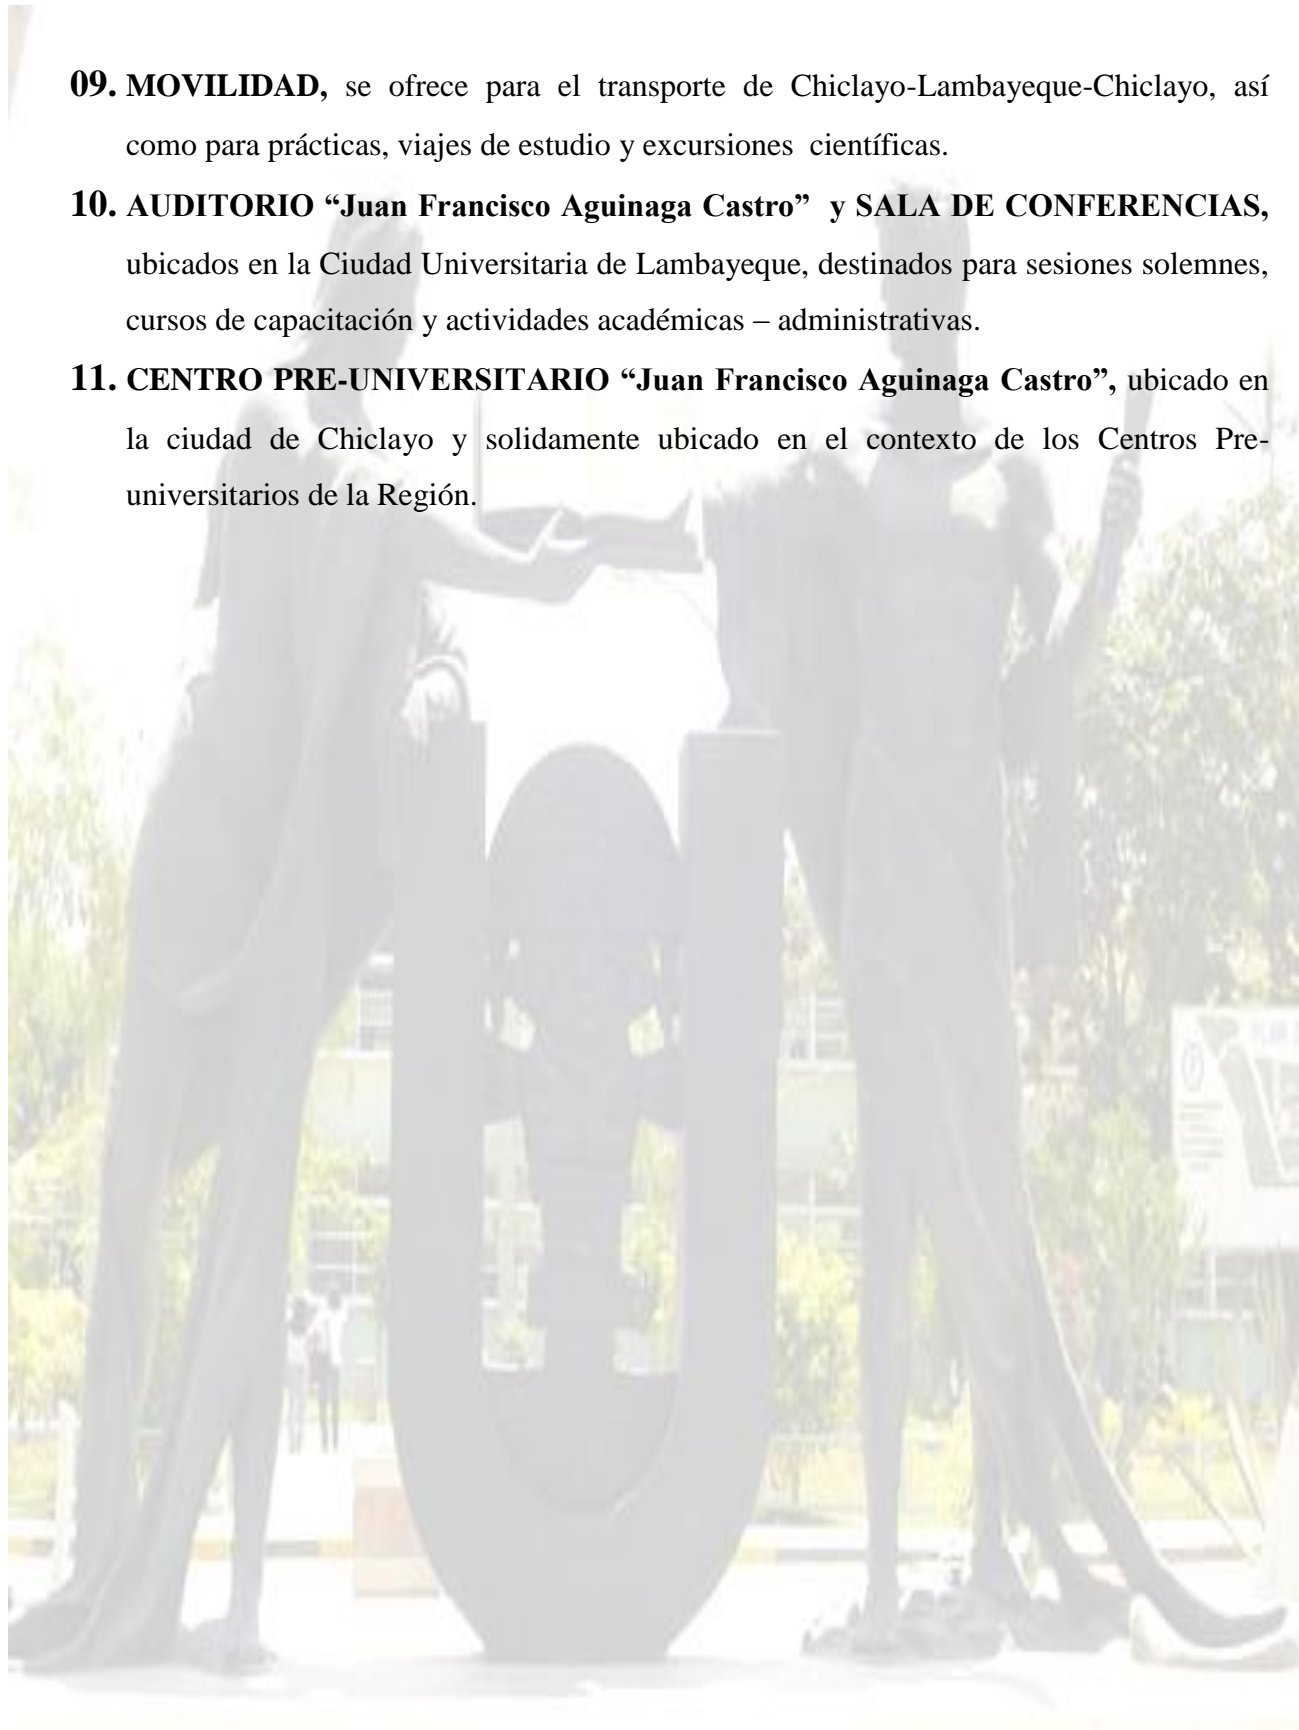 09. MOVILIDAD, se ofrece para el transporte de Chiclayo-Lambayeque-Chiclayo, así
como para prácticas, viajes de estudio y excursiones científicas.
10. AUDITORIO “Juan Francisco Aguinaga Castro” y SALA DE CONFERENCIAS,
ubicados en la Ciudad Universitaria de Lambayeque, destinados para sesiones solemnes,
cursos de capacitación y actividades académicas – administrativas.
11. CENTRO PRE-UNIVERSITARIO “Juan Francisco Aguinaga Castro”, ubicado en
la ciudad de Chiclayo y solidamente ubicado en el contexto de los Centros Pre-
universitarios de la Región.